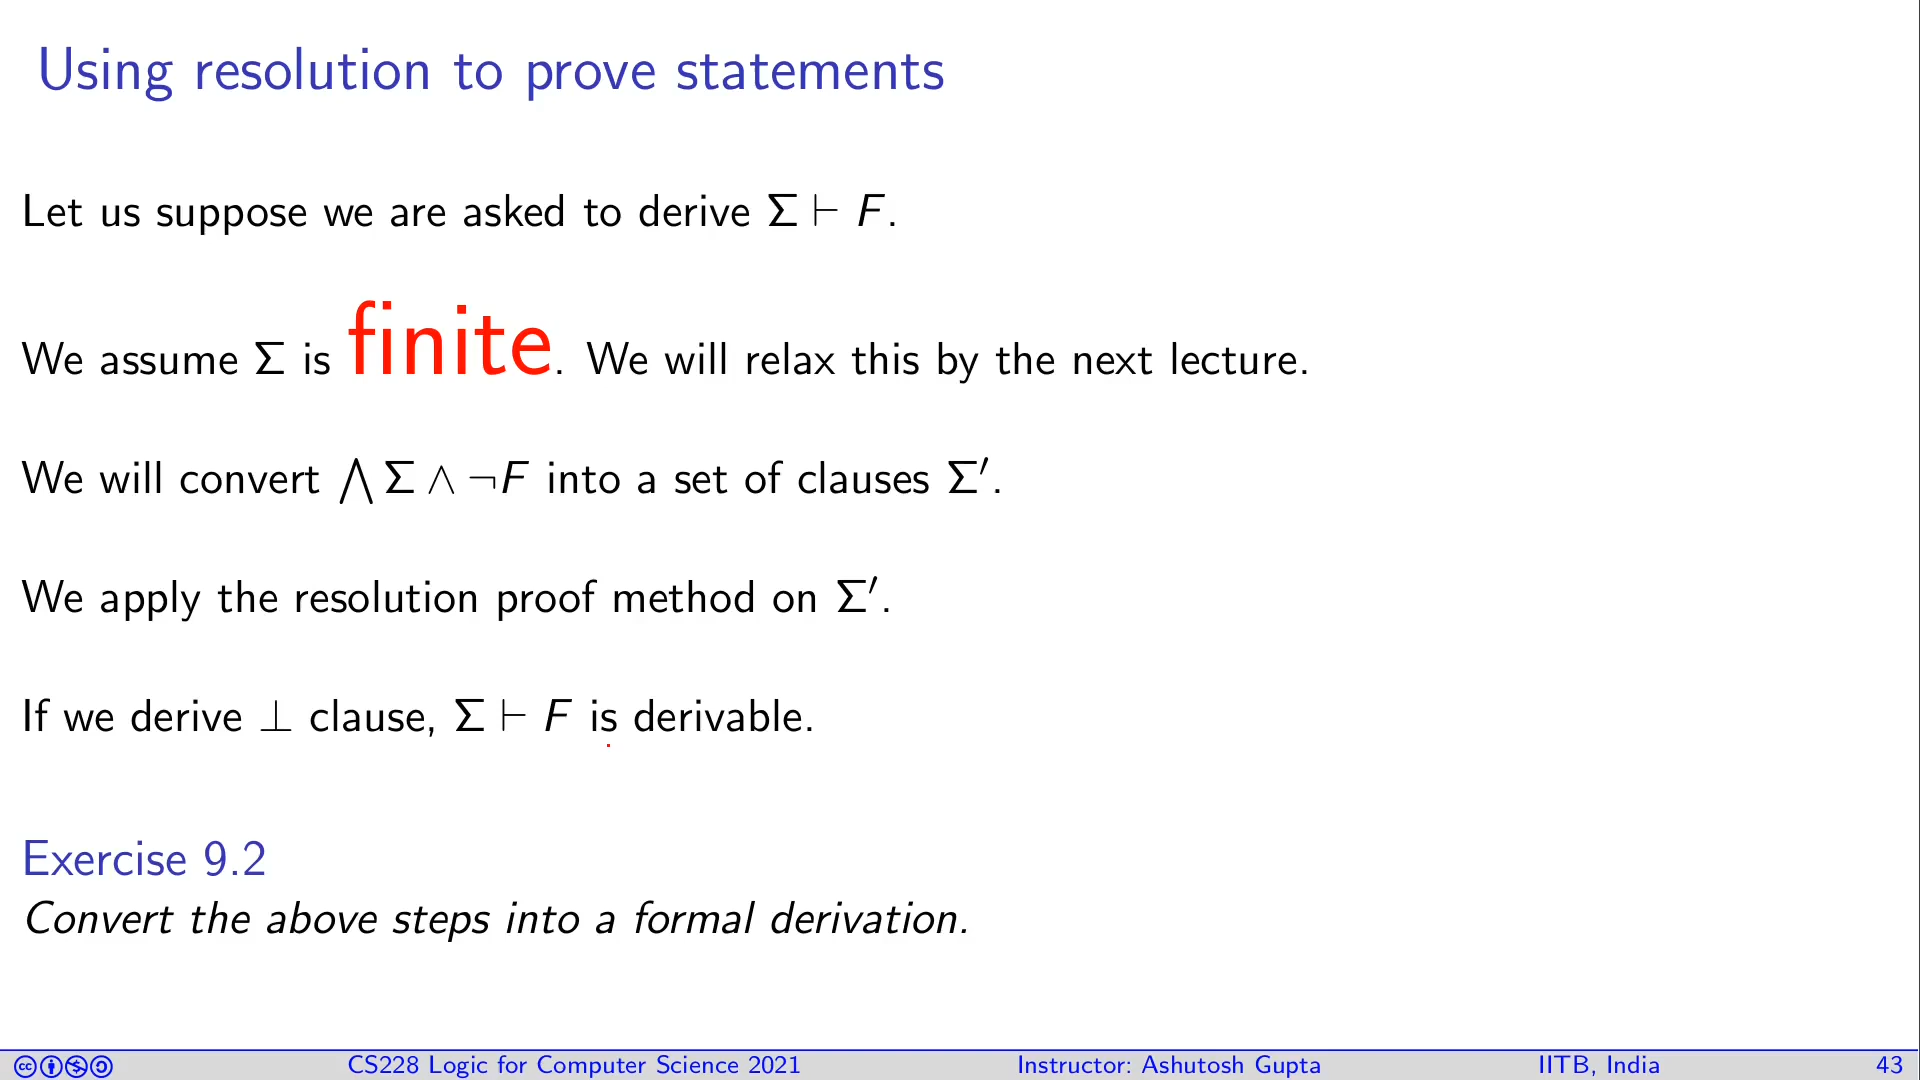 Using resolution to prove statements
Let us suppose we are asked to derive Σ ⊢ F.
We assume Σ is finite. We will relax this by the next lecture.
We will convert ⋀ Σ ∧ ¬F into a set of clauses Σ′.
We apply the resolution proof method on Σ′.
If we derive ⊥ clause, Σ ⊢ F is derivable.
Exercise 9.2
Convert the above steps into a formal derivation.
CS228 Logic for Computer Science 2021 Instructor: Ashutosh Gupta IITB, India 43